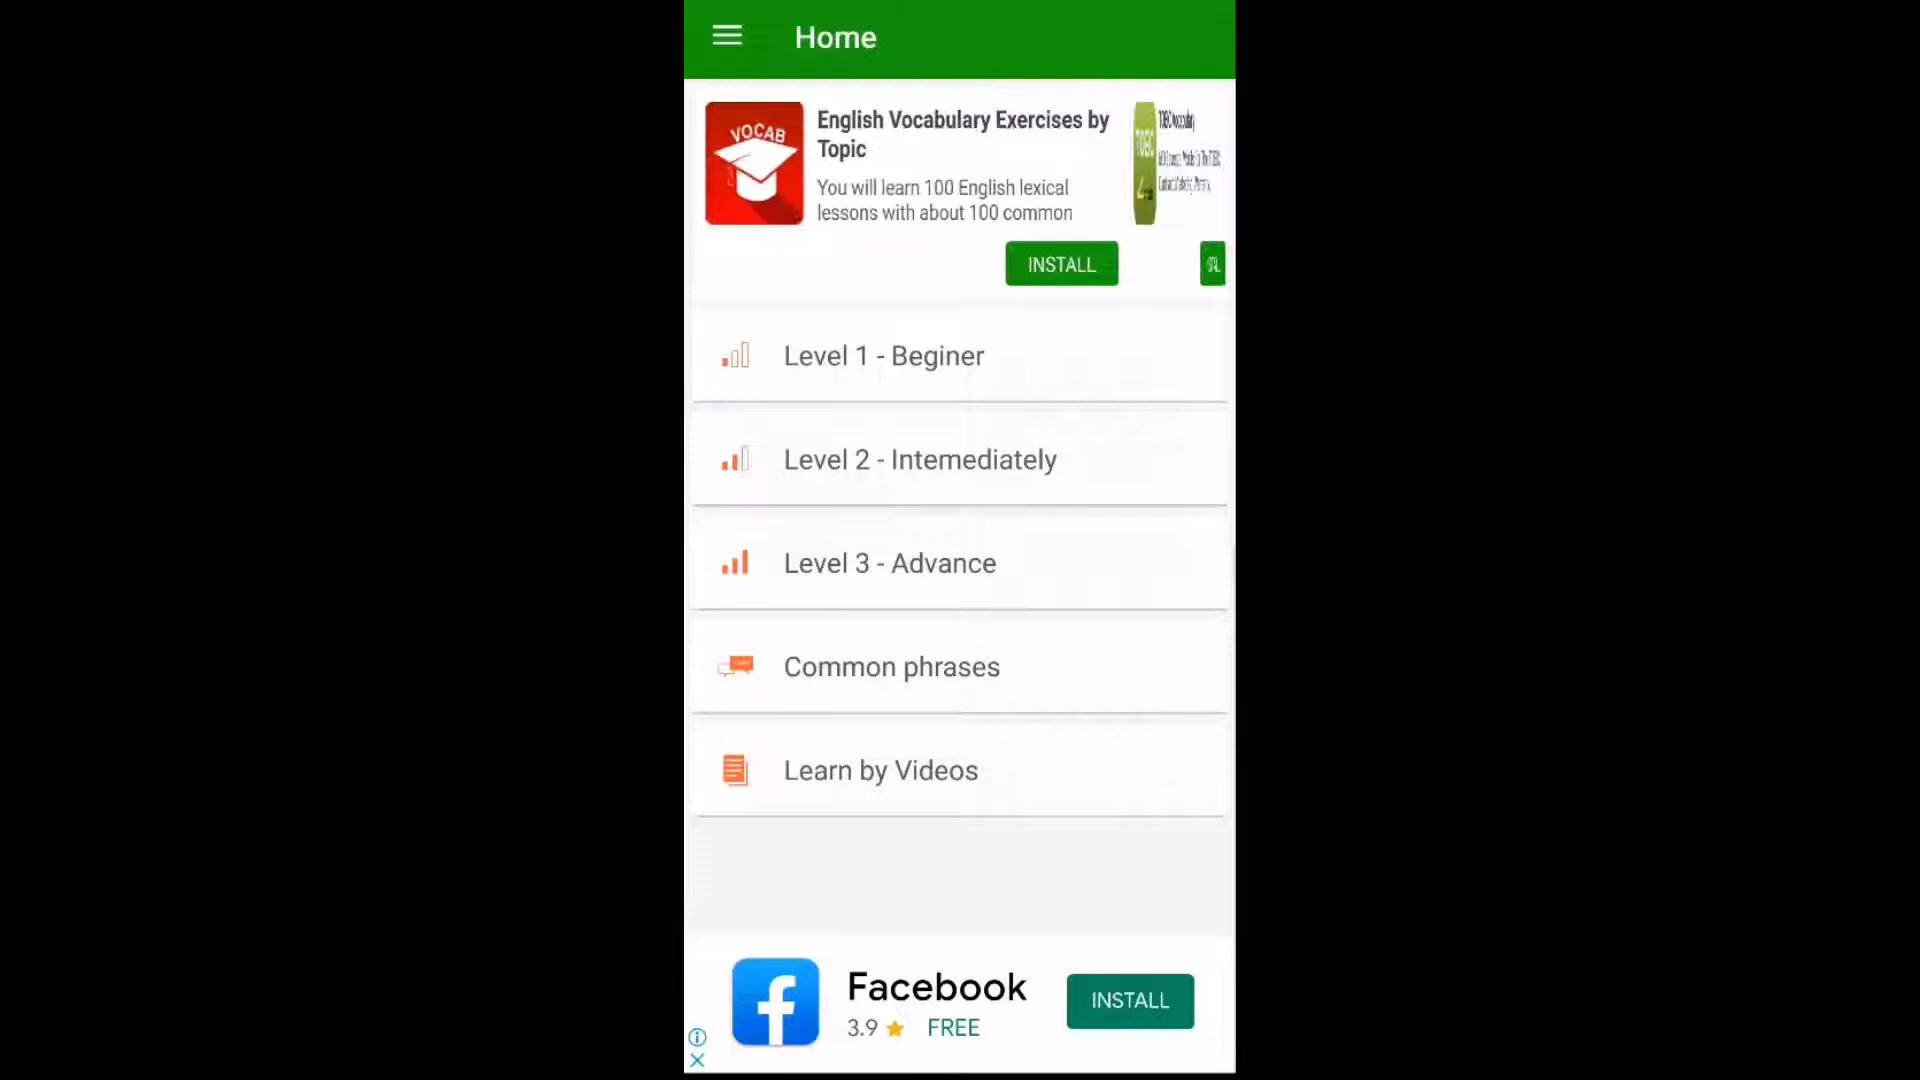 Home
VOCAB
English Vocabulary Exercises by
Topic
You will learn 100 English lexical
lessons with about 100 common
INSTALL
TOEIC Vocabulary
Level 1 - Beginer
Level 2 - Intemediately
Level 3 - Advance
Common phrases
Learn by Videos
Facebook
3.9 ★ FREE
INSTALL